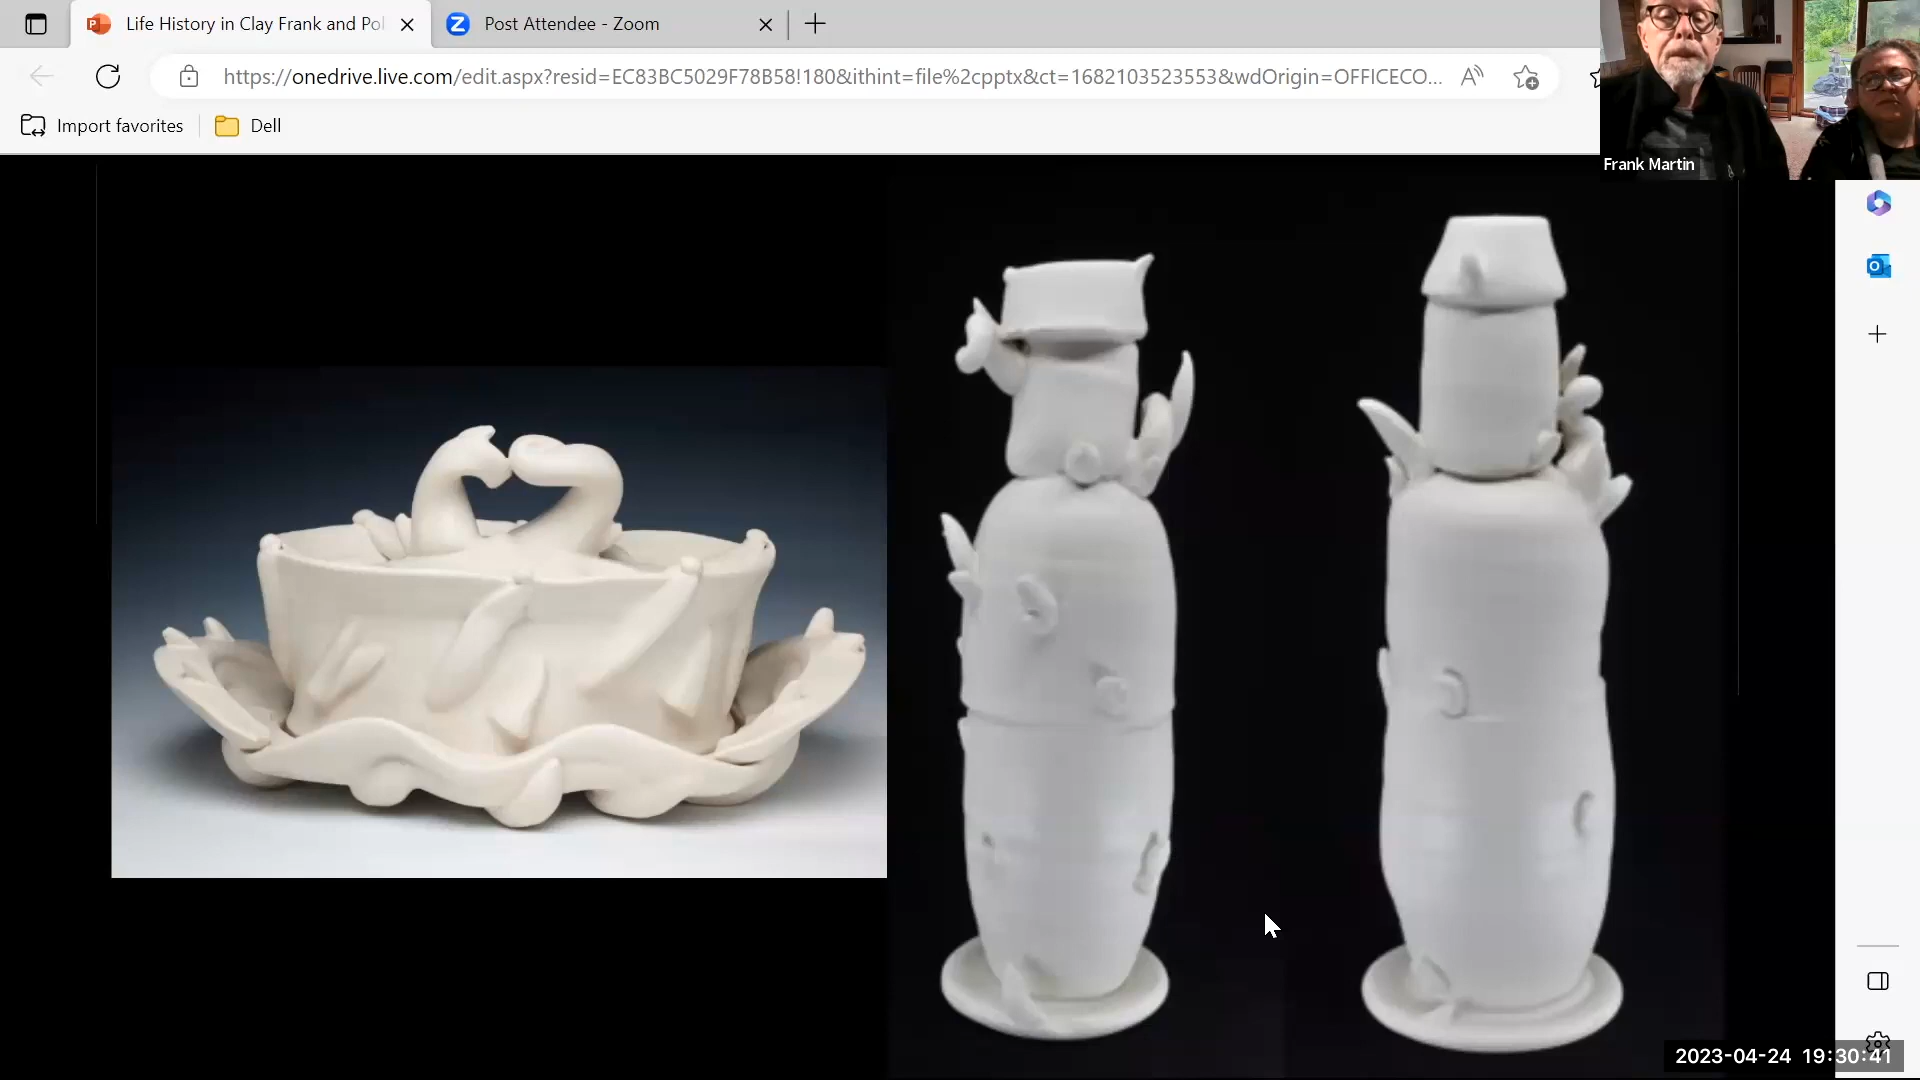 Life History in Clay Frank and Pol
Post Attendee - Zoom
https://onedrive.live.com/edit.aspx?resid=EC83BC5029F78B58!180&ithint=file%2cpptx&ct=1682103523553&wdOrigin=OFFICECO...
Import favorites
Dell
Frank Martin
2023-04-24 19:30:41